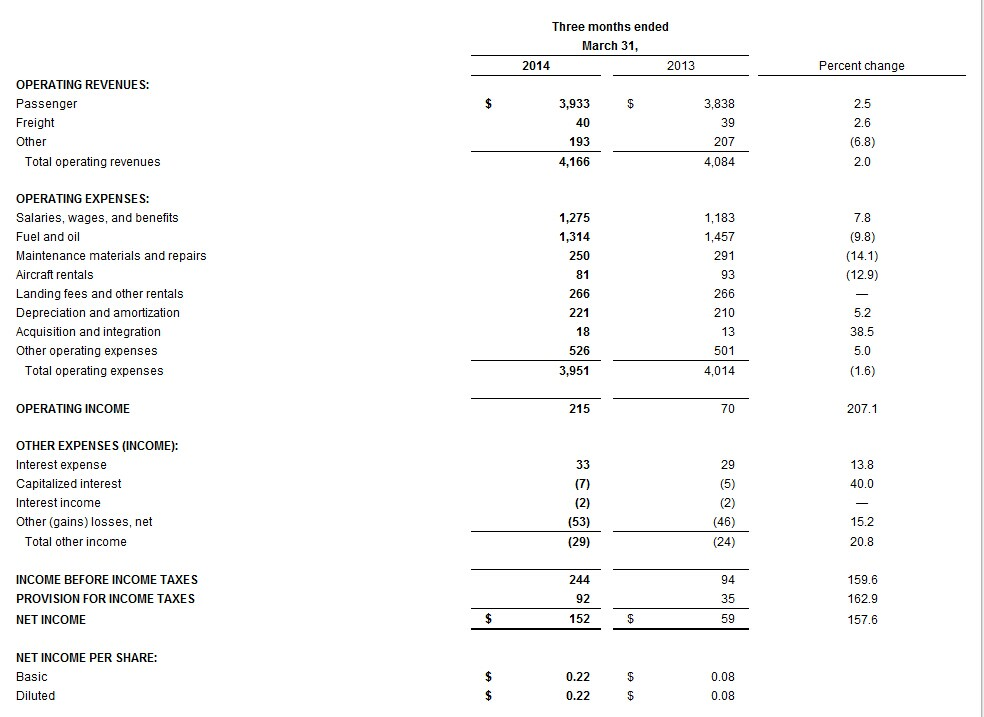 Three months ended
March 31,
2014 2013 Percent change
OPERATING REVENUES:
Passenger $ 3,933 $ 3,838 2.5
Freight 40 39 2.6
Other 193 207 (6.8)
Total operating revenues 4,166 4,084 2.0
OPERATING EXPENSES:
Salaries, wages, and benefits 1,275 1,183 7.8
Fuel and oil 1,314 1,457 (9.8)
Maintenance materials and repairs 250 291 (14.1)
Aircraft rentals 81 93 (12.9)
Landing fees and other rentals 266 266 —
Depreciation and amortization 221 210 5.2
Acquisition and integration 18 13 38.5
Other operating expenses 526 501 5.0
Total operating expenses 3,951 4,014 (1.6)
OPERATING INCOME 215 70 207.1
OTHER EXPENSES (INCOME):
Interest expense 33 29 13.8
Capitalized interest (7) (5) 40.0
Interest income (2) (2) —
Other (gains) losses, net (53) (46) 15.2
Total other income (29) (24) 20.8
INCOME BEFORE INCOME TAXES 244 94 159.6
PROVISION FOR INCOME TAXES 92 35 162.9
NET INCOME $ 152 $ 59 157.6
NET INCOME PER SHARE:
Basic $ 0.22 $ 0.08
Diluted $ 0.22 $ 0.08